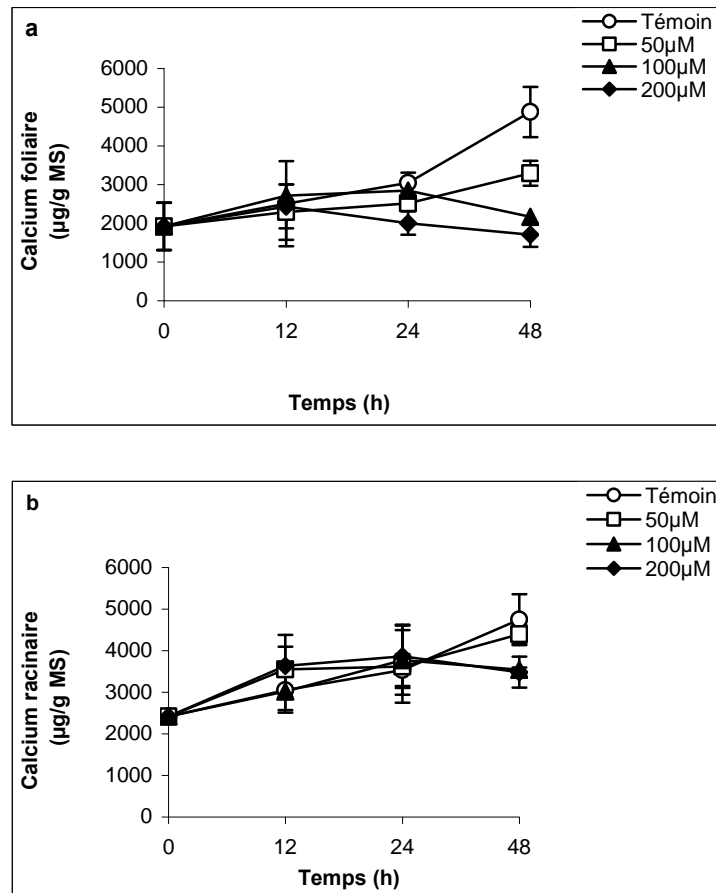 a
Témoin
50µM
100µM
200µM
Calcium foliaire
(µg/g MS)
6000
5000
4000
3000
2000
1000
0
0 12 24 48
Temps (h)
b
Témoin
50µM
100µM
200µM
Calcium racinaire
(µg/g MS)
6000
5000
4000
3000
2000
1000
0
0 12 24 48
Temps (h)